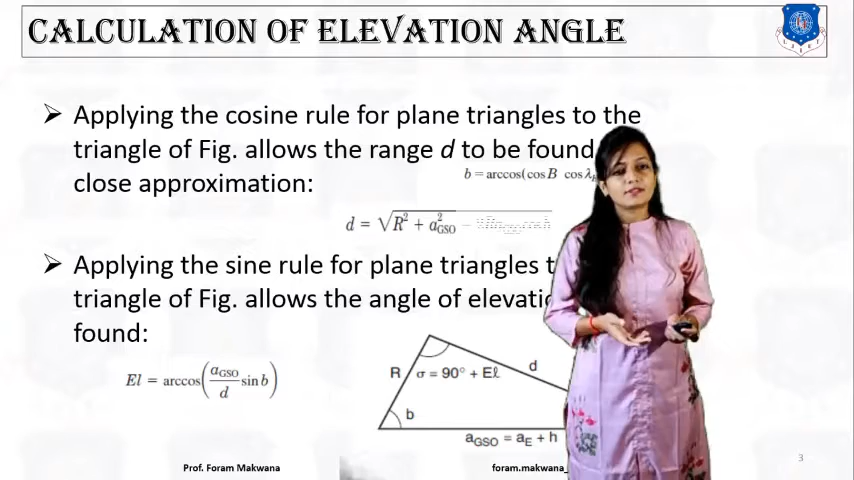 CALCULATION OF ELEVATION ANGLE
➢ Applying the cosine rule for plane triangles to the
triangle of Fig. allows the range d to be found
b = arccos(cos B cos λ
close approximation:
d = √R² + a²GSO −
➢ Applying the sine rule for plane triangles
triangle of Fig. allows the angle of
found:
El = arccos(aGSO/d sin b)
R σ = 90° + Eℓ d
b
aGSO = aE + h
Prof. Foram Makwana foram.makwana_ 3